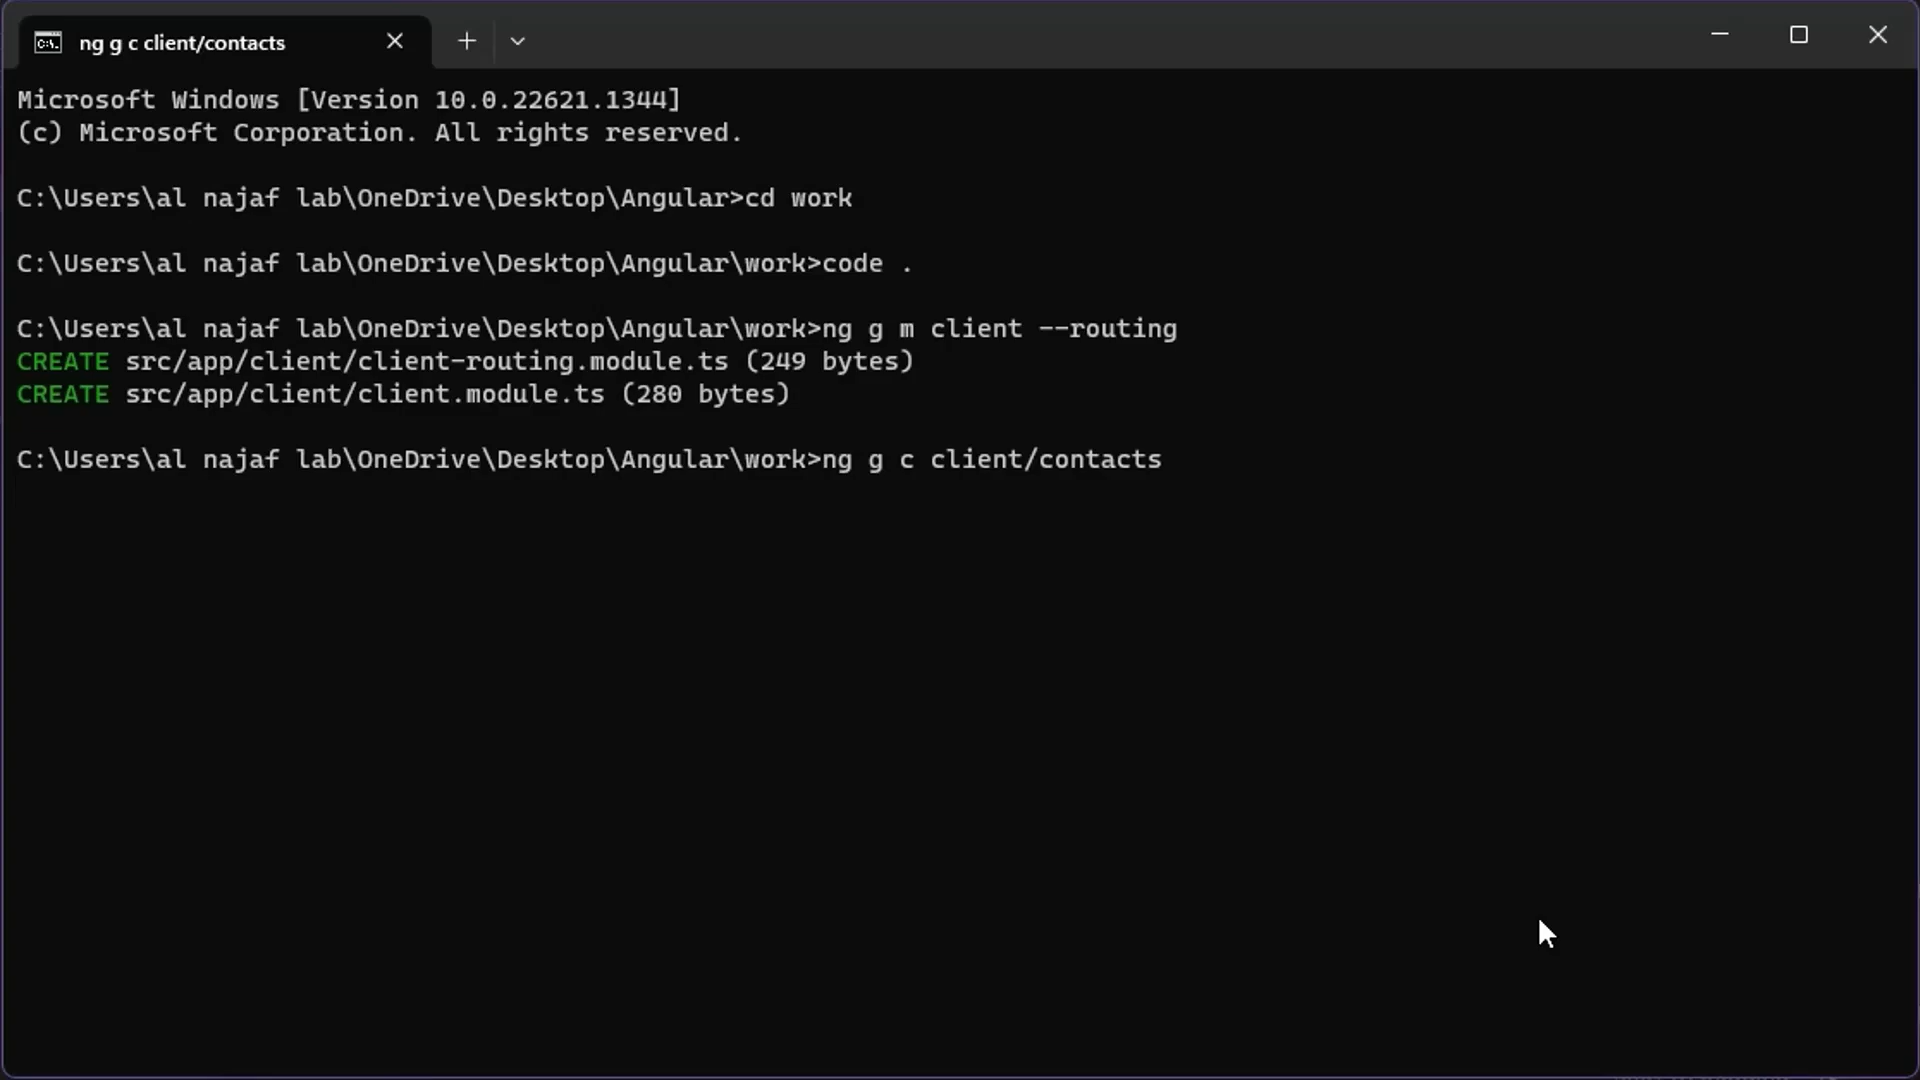 ng g c client/contacts
Microsoft Windows [Version 10.0.22621.1344]
(c) Microsoft Corporation. All rights reserved.
C:\Users\al najaf lab\OneDrive\Desktop\Angular>cd work
C:\Users\al najaf lab\OneDrive\Desktop\Angular\work>code .
C:\Users\al najaf lab\OneDrive\Desktop\Angular\work>ng g m client --routing
CREATE src/app/client/client-routing.module.ts (249 bytes)
CREATE src/app/client/client.module.ts (280 bytes)
C:\Users\al najaf lab\OneDrive\Desktop\Angular\work>ng g c client/contacts